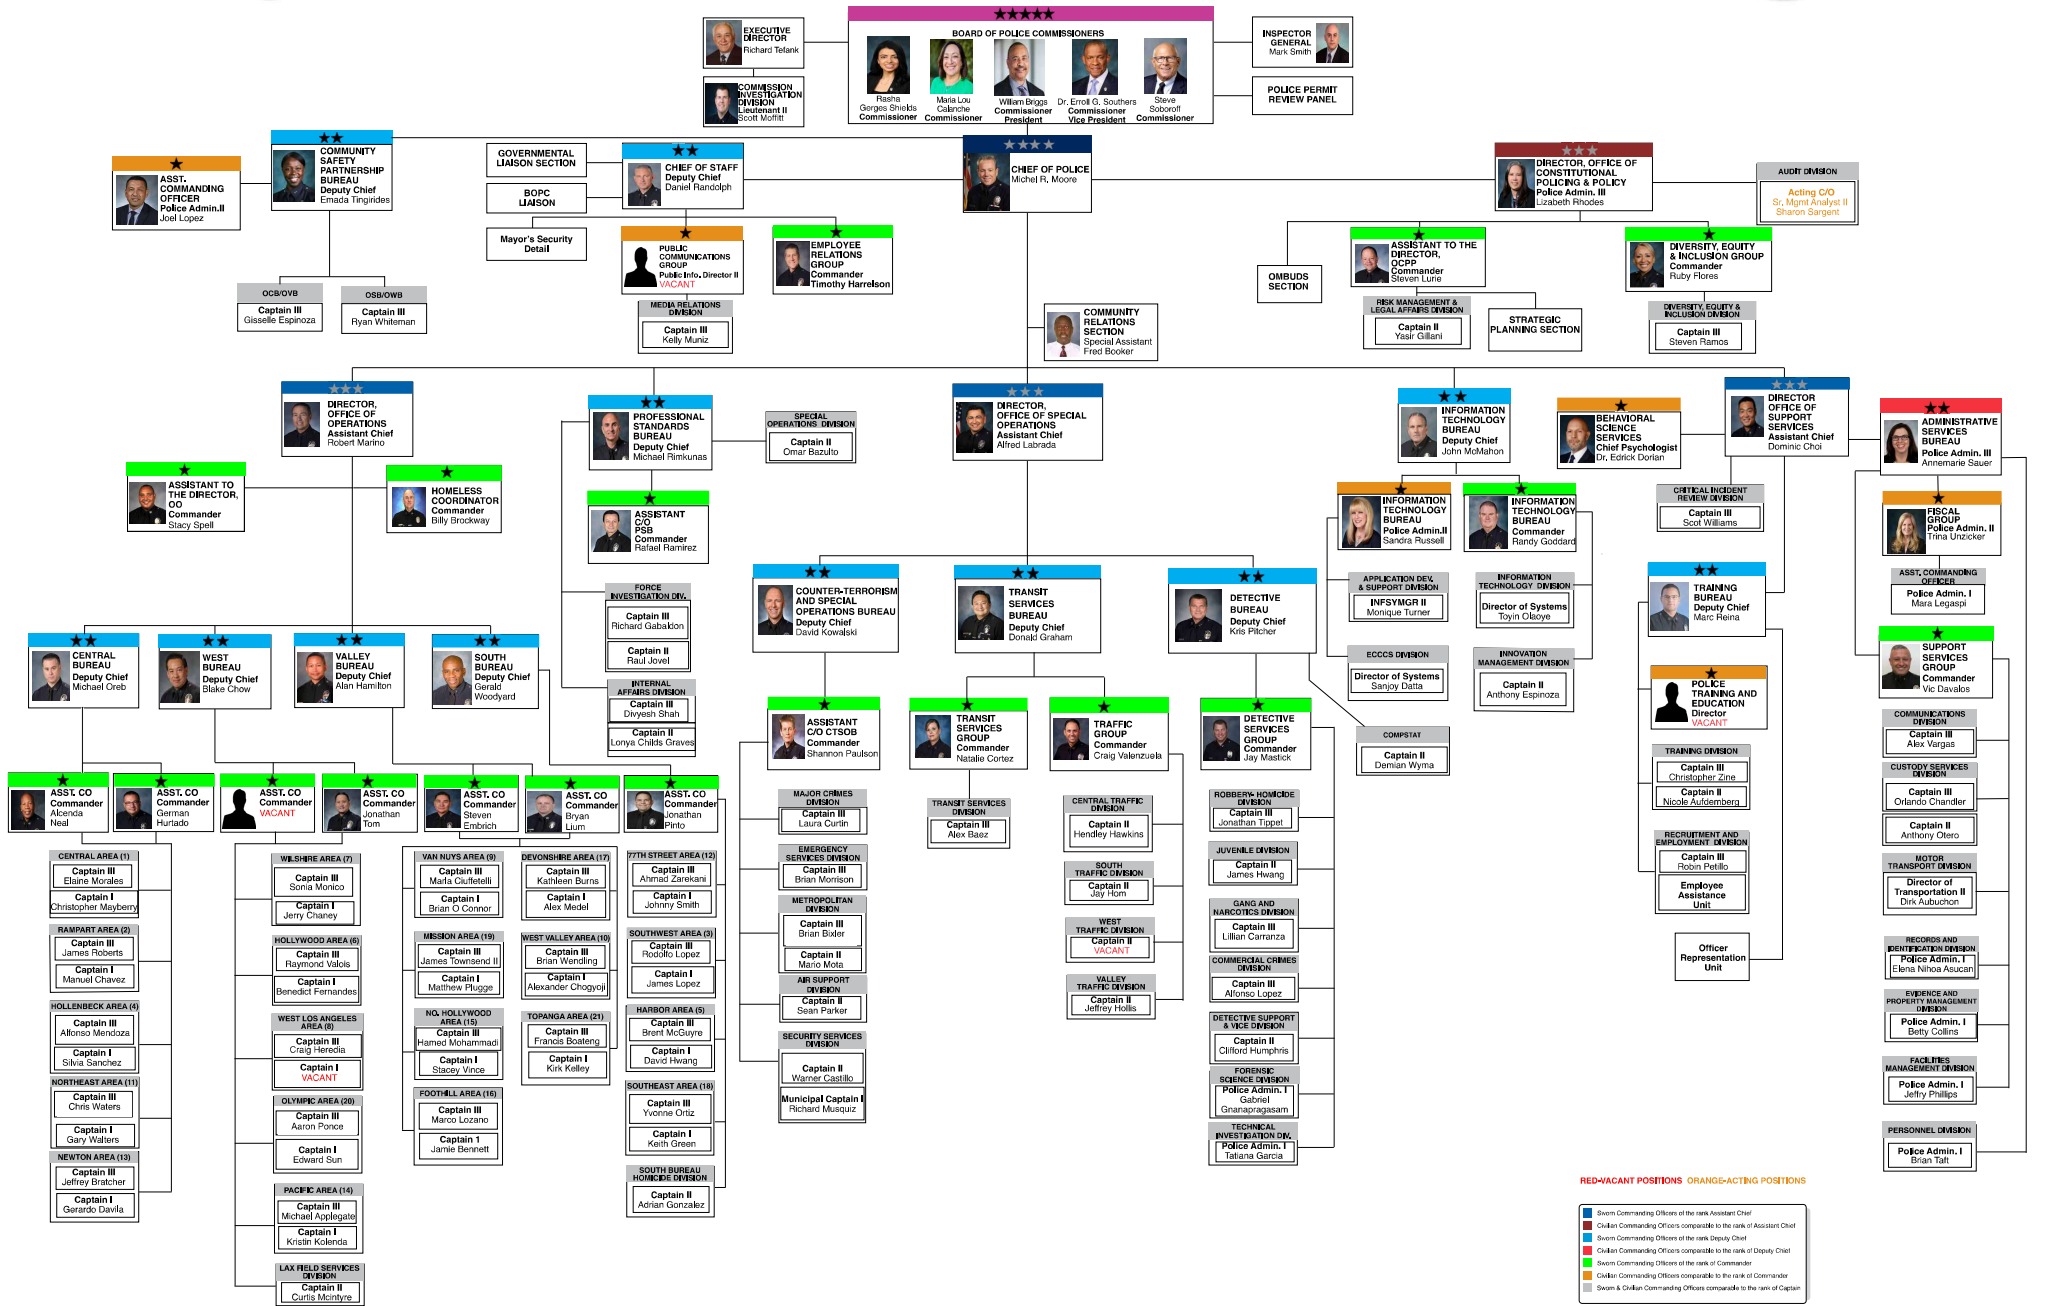 EXECUTIVE
DIRECTOR
Richard Tefank
COMMISSION
INVESTIGATION
DIVISION
Lieutenant II
Scott Moffitt
BOARD OF POLICE COMMISSIONERS
Rasha
Gerges Shields
Commissioner
Maria Lou
Calanche
Commissioner
William Briggs
Commissioner
President
Dr. Erroll G. Southers
Commissioner
Vice President
Steve
Soboroff
Commissioner
INSPECTOR
GENERAL
Mark Smith
POLICE PERMIT
REVIEW PANEL
ASST.
COMMANDING
OFFICER
Police Admin.II
Joel Lopez
COMMUNITY
SAFETY
PARTNERSHIP
BUREAU
Deputy Chief
Emada Tingirides
OCB/OVB
Captain III
Gisselle Espinoza
OSB/OWB
Captain III
Ryan Whiteman
GOVERNMENTAL
LIAISON SECTION
BOPC
LIAISON
Mayor's Security
Detail
CHIEF OF STAFF
Deputy Chief
Daniel Randolph
PUBLIC
COMMUNICATIONS
GROUP
Public Info. Director II
VACANT
MEDIA RELATIONS
DIVISION
Captain III
Kelly Muniz
EMPLOYEE
RELATIONS
GROUP
Commander
Timothy Harrelson
CHIEF OF POLICE
Michel R. Moore
COMMUNITY
RELATIONS
SECTION
Special Assistant
Fred Booker
DIRECTOR, OFFICE OF
CONSTITUTIONAL
POLICING & POLICY
Police Admin. III
Lizabeth Rhodes
AUDIT DIVISION
Acting C/O
Sr. Mgmt Analyst II
Sharon Sargent
OMBUDS
SECTION
ASSISTANT TO THE
DIRECTOR,
OCPP
Commander
Steven Lurie
RISK MANAGEMENT &
LEGAL AFFAIRS DIVISION
Captain II
Yasir Gillani
STRATEGIC
PLANNING SECTION
DIVERSITY, EQUITY
& INCLUSION GROUP
Commander
Ruby Flores
DIVERSITY, EQUITY &
INCLUSION DIVISION
Captain III
Steven Ramos
DIRECTOR,
OFFICE OF
OPERATIONS
Assistant Chief
Robert Marino
ASSISTANT TO
THE DIRECTOR,
OO
Commander
Stacy Spell
HOMELESS
COORDINATOR
Commander
Billy Brockway
PROFESSIONAL
STANDARDS
BUREAU
Deputy Chief
Michael Rimkunas
SPECIAL
OPERATIONS DIVISION
Captain II
Omar Bazulto
ASSISTANT
C/O
PSB
Commander
Rafael Ramirez
FORCE
INVESTIGATION DIV.
Captain III
Richard Gabaldon
Captain II
Raul Jovel
INTERNAL
AFFAIRS DIVISION
Captain III
Divyesh Shah
Captain II
Lonya Childs Graves
DIRECTOR,
OFFICE OF SPECIAL
OPERATIONS
Assistant Chief
Alfred Labrada
INFORMATION
TECHNOLOGY
BUREAU
Deputy Chief
John McMahon
INFORMATION
TECHNOLOGY
BUREAU
Police Admin.II
Sandra Russell
INFORMATION
TECHNOLOGY
BUREAU
Commander
Randy Goddard
APPLICATION DEV.
& SUPPORT DIVISION
INFSYMGR II
Monique Turner
ECCCS DIVISION
Director of Systems
Sanjoy Datta
INFORMATION
TECHNOLOGY DIVISION
Director of Systems
Toyin Olaoye
INNOVATION
MANAGEMENT DIVISION
Captain II
Anthony Espinoza
BEHAVIORAL
SCIENCE
SERVICES
Chief Psychologist
Dr. Edrick Dorian
DIRECTOR
OFFICE OF
SUPPORT
SERVICES
Assistant Chief
Dominic Choi
CRITICAL INCIDENT
REVIEW DIVISION
Captain III
Scot Williams
ADMINISTRATIVE
SERVICES
BUREAU
Police Admin. III
Annemarie Sauer
FISCAL
GROUP
Police Admin. II
Trina Unzicker
ASST. COMMANDING
OFFICER
Police Admin. I
Mara Legaspi
TRAINING
BUREAU
Deputy Chief
Marc Reina
POLICE
TRAINING AND
EDUCATION
Director
VACANT
TRAINING DIVISION
Captain III
Christopher Zine
Captain II
Nicole Aufdemberg
RECRUITMENT AND
EMPLOYMENT DIVISION
Captain III
Robin Petillo
Employee
Assistance
Unit
Officer
Representation
Unit
SUPPORT
SERVICES
GROUP
Commander
Vic Davalos
COMMUNICATIONS
DIVISION
Captain III
Alex Vargas
CUSTODY SERVICES
DIVISION
Captain III
Orlando Chandler
Captain II
Anthony Otero
MOTOR
TRANSPORT DIVISION
Director of
Transportation II
Dirk Aubuchon
RECORDS AND
IDENTIFICATION DIVISION
Police Admin. I
Elena Nihoa Asucan
EVIDENCE AND
PROPERTY MANAGEMENT
DIVISION
Police Admin. I
Betty Collins
FACILITIES
MANAGEMENT DIVISION
Police Admin. I
Jeffry Phillips
PERSONNEL DIVISION
Police Admin. I
Brian Taft
COUNTER-TERRORISM
AND SPECIAL
OPERATIONS BUREAU
Deputy Chief
David Kowalski
ASSISTANT
C/O CTSOB
Commander
Shannon Paulson
MAJOR CRIMES
DIVISION
Captain III
Laura Curtin
EMERGENCY
SERVICES DIVISION
Captain III
Brian Morrison
METROPOLITAN
DIVISION
Captain III
Brian Bixler
Captain II
Mario Mota
AIR SUPPORT
DIVISION
Captain II
Sean Parker
SECURITY SERVICES
DIVISION
Captain II
Warner Castillo
Municipal Captain I
Richard Musquiz
TRANSIT
SERVICES
BUREAU
Deputy Chief
Donald Graham
TRANSIT
SERVICES
GROUP
Commander
Natalie Cortez
TRANSIT SERVICES
DIVISION
Captain III
Alex Baez
TRAFFIC
GROUP
Commander
Craig Valenzuela
CENTRAL TRAFFIC
DIVISION
Captain II
Hendley Hawkins
SOUTH
TRAFFIC DIVISION
Captain II
Jay Hom
WEST
TRAFFIC DIVISION
Captain II
VACANT
VALLEY
TRAFFIC DIVISION
Captain II
Jeffrey Hollis
DETECTIVE
BUREAU
Deputy Chief
Kris Pitcher
DETECTIVE
SERVICES
GROUP
Commander
Jay Mastick
COMPSTAT
Captain II
Demian Wyma
ROBBERY- HOMICIDE
DIVISION
Captain III
Jonathan Tippet
JUVENILE DIVISION
Captain II
James Hwang
GANG AND
NARCOTICS DIVISION
Captain III
Lillian Carranza
COMMERCIAL CRIMES
DIVISION
Captain III
Alfonso Lopez
DETECTIVE SUPPORT
& VICE DIVISION
Captain II
Clifford Humphris
FORENSIC
SCIENCE DIVISION
Police Admin. I
Gabriel
Gnanapragasam
TECHNICAL
INVESTIGATION DIV.
Police Admin. I
Tatiana Garcia
CENTRAL
BUREAU
Deputy Chief
Michael Oreb
WEST
BUREAU
Deputy Chief
Blake Chow
VALLEY
BUREAU
Deputy Chief
Alan Hamilton
SOUTH
BUREAU
Deputy Chief
Gerald
Woodyard
ASST. CO
Commander
Alcenda
Neal
ASST. CO
Commander
German
Hurtado
ASST. CO
Commander
VACANT
ASST. CO
Commander
Jonathan
Tom
ASST. CO
Commander
Steven
Embrich
ASST. CO
Commander
Bryan
Lium
ASST. CO
Commander
Jonathan
Pinto
CENTRAL AREA (1)
Captain III
Elaine Morales
Captain I
Christopher Mayberry
RAMPART AREA (2)
Captain III
James Roberts
Captain I
Manuel Chavez
HOLLENBECK AREA (4)
Captain III
Alfonso Mendoza
Captain I
Silvia Sanchez
NORTHEAST AREA (11)
Captain III
Chris Waters
Captain I
Gary Walters
NEWTON AREA (13)
Captain III
Jeffrey Bratcher
Captain I
Gerardo Davila
WILSHIRE AREA (7)
Captain III
Sonia Monico
Captain I
Jerry Chaney
HOLLYWOOD AREA (6)
Captain III
Raymond Valois
Captain I
Benedict Fernandes
WEST LOS ANGELES
AREA (8)
Captain III
Craig Heredia
Captain I
VACANT
OLYMPIC AREA (20)
Captain III
Aaron Ponce
Captain I
Edward Sun
PACIFIC AREA (14)
Captain III
Michael Applegate
Captain I
Kristin Kolenda
LAX FIELD SERVICES
DIVISION
Captain II
Curtis Mcintyre
VAN NUYS AREA (9)
Captain III
Marla Ciuffetelli
Captain I
Brian O Connor
MISSION AREA (19)
Captain III
James Townsend II
Captain I
Matthew Plugge
NO. HOLLYWOOD
AREA (15)
Captain III
Hamed Mohammadi
Captain I
Stacey Vince
FOOTHILL AREA (16)
Captain III
Marco Lozano
Captain 1
Jamie Bennett
DEVONSHIRE AREA (17)
Captain III
Kathleen Burns
Captain I
Alex Medel
WEST VALLEY AREA (10)
Captain III
Brian Wendling
Captain I
Alexander Chogyoji
TOPANGA AREA (21)
Captain III
Francis Boateng
Captain I
Kirk Kelley
77TH STREET AREA (12)
Captain III
Ahmad Zarekani
Captain I
Johnny Smith
SOUTHWEST AREA (3)
Captain III
Rodolfo Lopez
Captain I
James Lopez
HARBOR AREA (5)
Captain III
Brent McGuyre
Captain I
David Hwang
SOUTHEAST AREA (18)
Captain III
Yvonne Ortiz
Captain I
Keith Green
SOUTH BUREAU
HOMICIDE DIVISION
Captain II
Adrian Gonzalez
RED-VACANT POSITIONS ORANGE-ACTING POSITIONS
Sworn Commanding Officers of the rank Assistant Chief
Civilian Commanding Officers comparable to the rank of Assistant Chief
Sworn Commanding Officers of the rank Deputy Chief
Civilian Commanding Officers comparable to the rank of Deputy Chief
Sworn Commanding Officers of the rank of Commander
Civilian Commanding Officers comparable to the rank of Commander
Sworn & Civilian Commanding Officers comparable to the rank of Captain